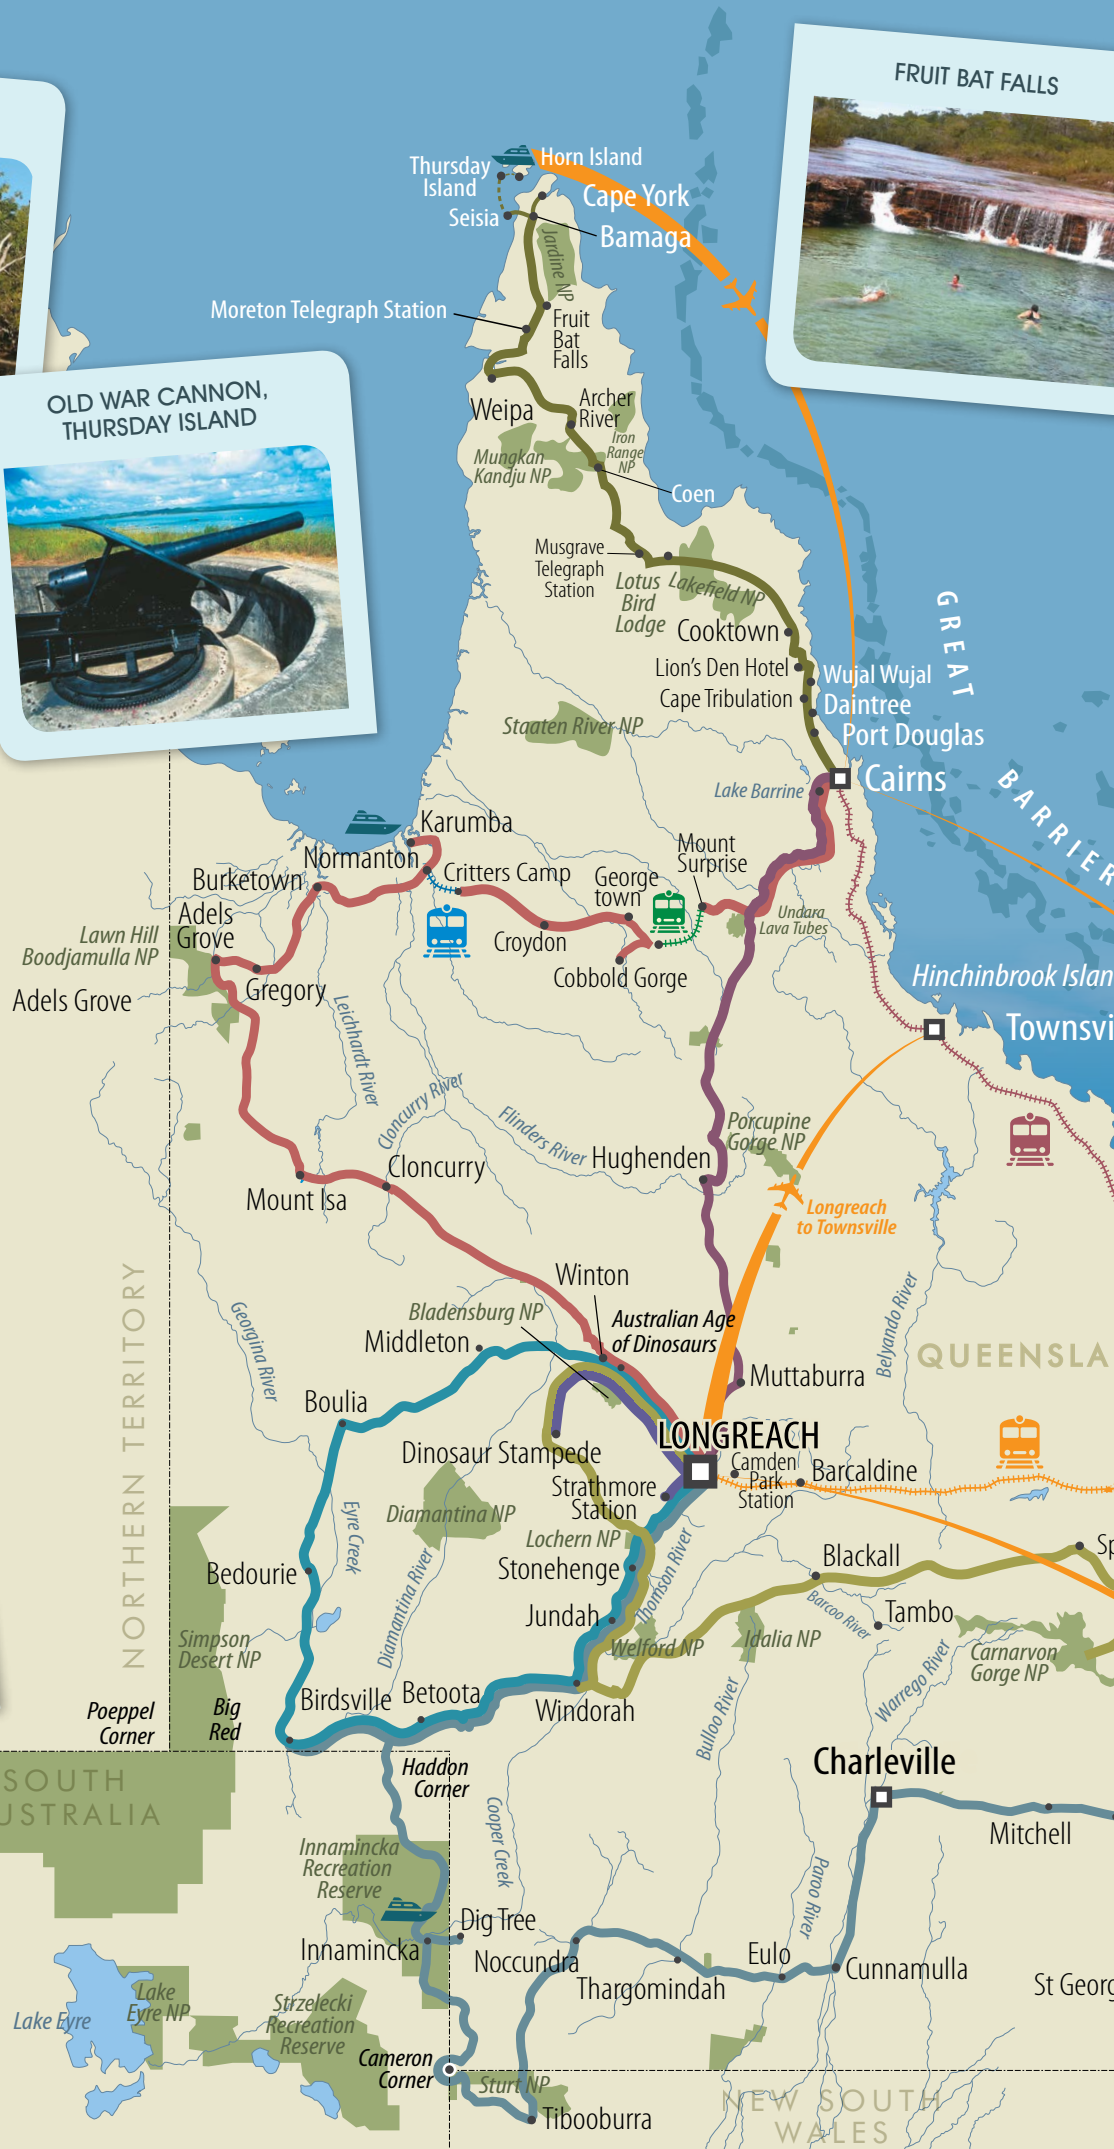 FRUIT BAT FALLS
Thursday
Island
Horn Island
Cape York
Seisia
Bamaga
Jardine NP
Moreton Telegraph Station
Fruit
Bat
Falls
OLD WAR CANNON,
THURSDAY ISLAND
Weipa
Archer
River
Iron
Range
NP
Mungkan
Kandju NP
Coen
Musgrave
Telegraph
Station
Lotus
Bird
Lodge
Lakefield NP
Cooktown
GREAT
BARRIER
Lion's Den Hotel
Wujal Wujal
Cape Tribulation
Daintree
Staaten River NP
Port Douglas
Cairns
Lake Barrine
Karumba
Normanton
Mount
Surprise
Burketown
Critters Camp
George
town
Adels
Grove
Undara
Lava Tubes
Lawn Hill
Boodjamulla NP
Croydon
Cobbold Gorge
Hinchinbrook Islan
Adels Grove
Gregory
Townsvi
Leichhardt River
Cloncurry River
Flinders River
Porcupine
Gorge NP
Hughenden
Cloncurry
Mount Isa
Longreach
to Townsville
NORTHERN TERRITORY
Georgina River
Winton
Bladensburg NP
Australian Age
of Dinosaurs
Belyando River
QUEENSLA
Middleton
Muttaburra
Boulia
LONGREACH
Dinosaur Stampede
Camden
Park
Station
Barcaldine
Strathmore
Station
Diamantina NP
Eyre Creek
Lochern NP
Thomson River
Stonehenge
Blackall
Sp
Bedourie
Diamantina River
Barcoo River
Jundah
Tambo
Simpson
Desert NP
Welford NP
Idalia NP
Carnarvon
Gorge NP
Warrego River
Poeppel
Corner
Big
Red
Birdsville
Betoota
Windorah
Bulloo River
Haddon
Corner
Charleville
SOUTH
USTRALIA
Cooper Creek
Mitchell
Innamincka
Recreation
Reserve
Paroo River
Dig Tree
Innamincka
Noccundra
Eulo
Thargomindah
Cunnamulla
St Georg
Lake Eyre
Lake
Eyre NP
Strzelecki
Recreation
Reserve
Cameron
Corner
Sturt NP
Tibooburra
NEW SOUTH
WALES